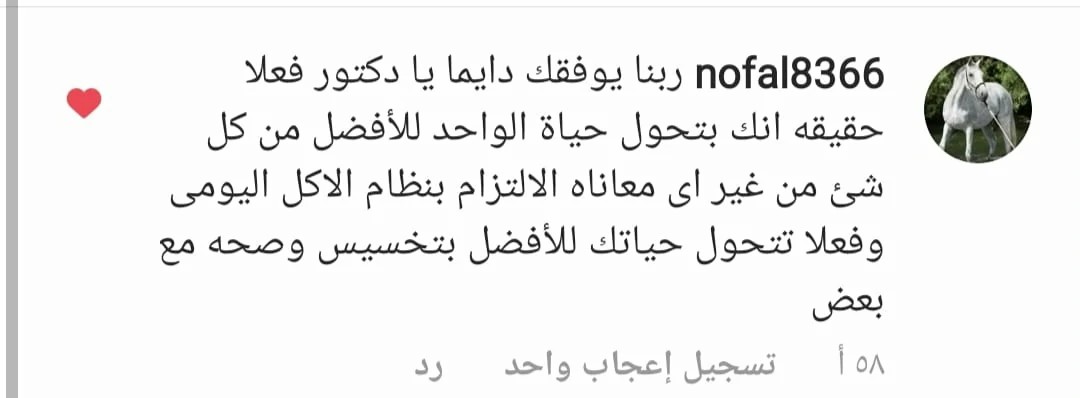 nofal8366 ربنا يوفقك دايما يا دكتور فعلا
حقيقه انك بتحول حياة الواحد للأفضل من كل
شئ من غير اى معاناه الالتزام بنظام الاكل اليومى
وفعلا تتحول حياتك للأفضل بتخسيس وصحه مع
بعض
٥٨ أ تسجيل إعجاب واحد رد